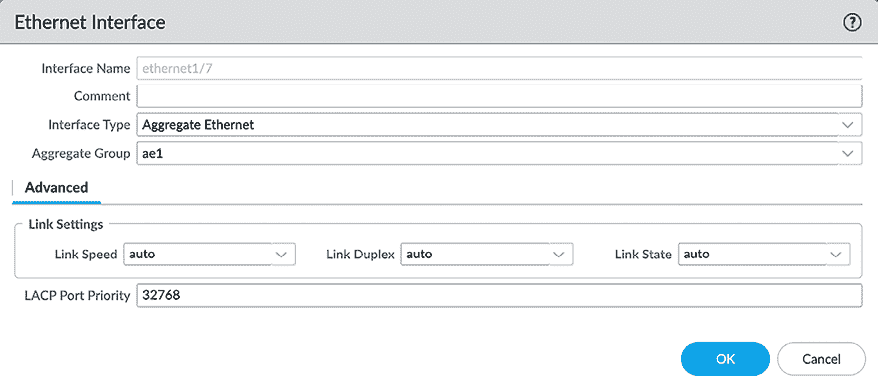 Ethernet Interface ?
Interface Name ethernet1/7
Comment
Interface Type Aggregate Ethernet
Aggregate Group ae1
Advanced
Link Settings
Link Speed auto Link Duplex auto Link State auto
LACP Port Priority 32768
OK Cancel